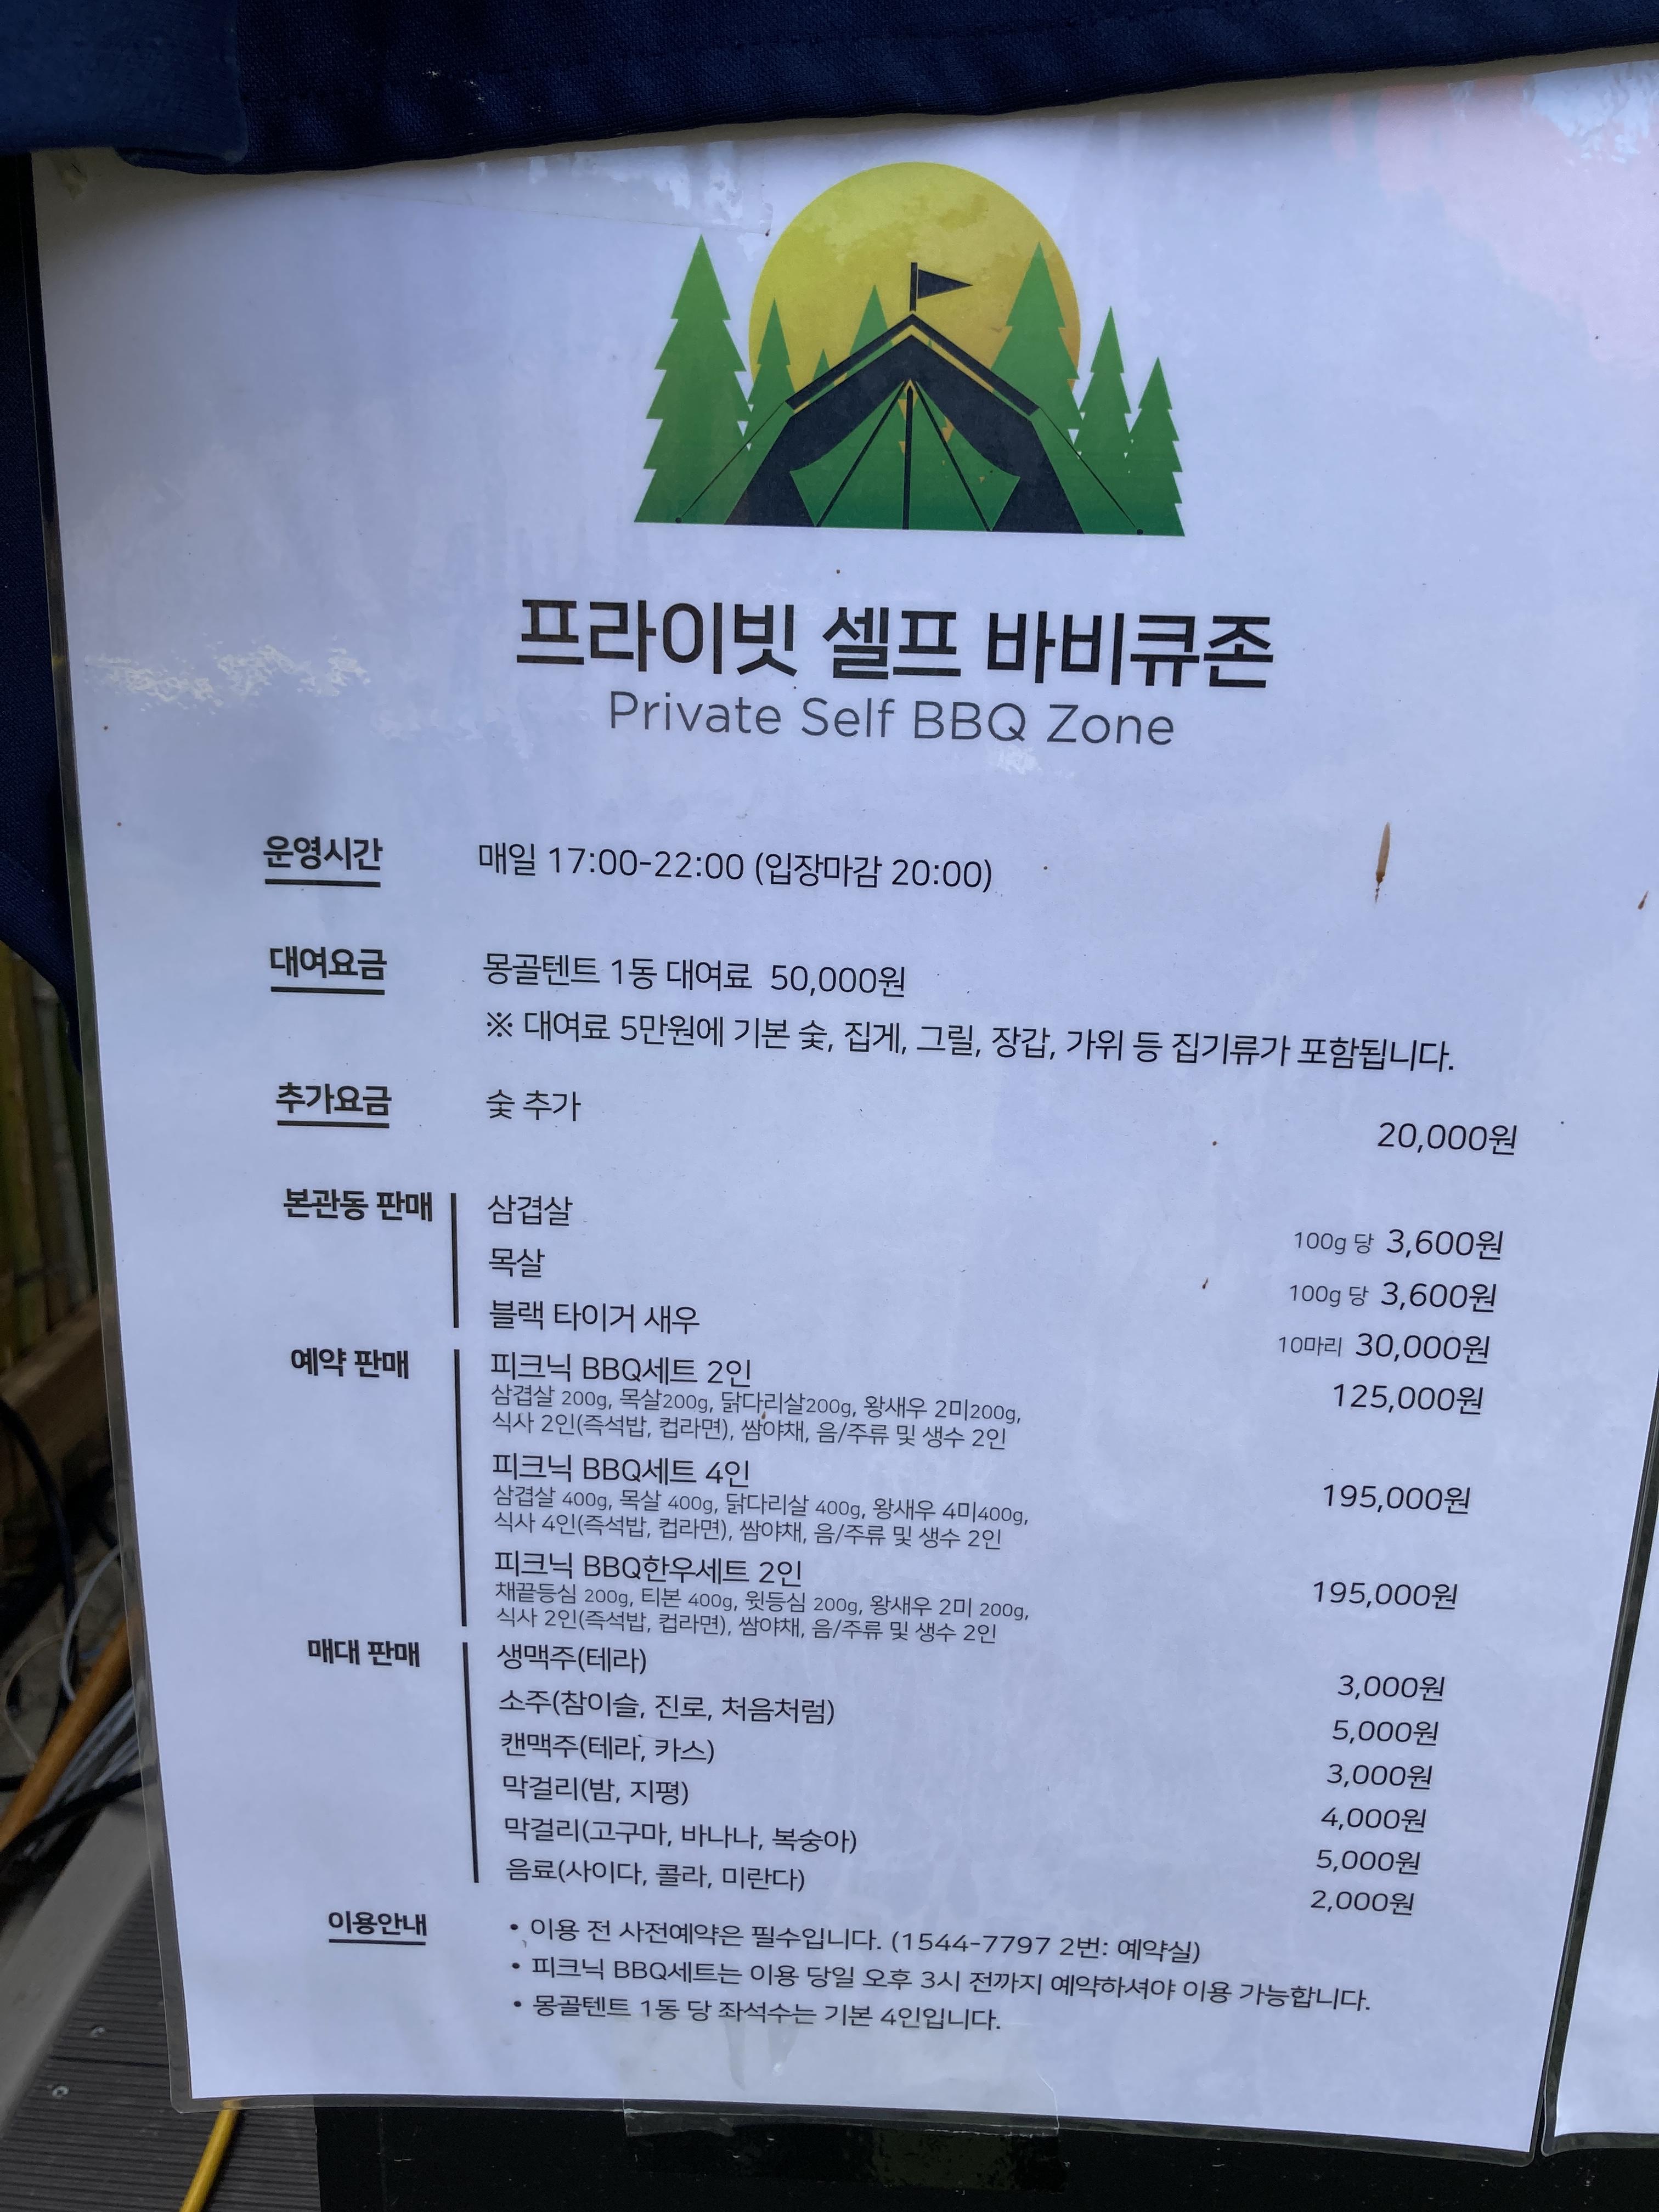 프라이빗 셀프 바비큐존
Private Self BBQ Zone
운영시간 매일 17:00-22:00 (입장마감 20:00)
대여요금 몽골텐트 1동 대여료 50,000원
※ 대여료 5만원에 기본 숯, 집게, 그릴, 장갑, 가위 등 집기류가 포함됩니다.
추가요금 숯 추가 20,000원
본관동 판매 삼겹살 100g 당 3,600원
목살 100g 당 3,600원
블랙 타이거 새우 10마리 30,000원
예약 판매 피크닉 BBQ세트 2인 125,000원
삼겹살 200g, 목살200g, 닭다리살200g, 왕새우 2미200g,
식사 2인(즉석밥, 컵라면), 쌈야채, 음/주류 및 생수 2인
피크닉 BBQ세트 4인 195,000원
삼겹살 400g, 목살 400g, 닭다리살 400g, 왕새우 4미400g,
식사 4인(즉석밥, 컵라면), 쌈야채, 음/주류 및 생수 2인
피크닉 BBQ한우세트 2인 195,000원
채끝등심 200g, 티본 400g, 윗등심 200g, 왕새우 2미 200g,
식사 2인(즉석밥, 컵라면), 쌈야채, 음/주류 및 생수 2인
매대 판매 생맥주(테라) 3,000원
소주(참이슬, 진로, 처음처럼) 5,000원
캔맥주(테라, 카스) 3,000원
막걸리(밤, 지평) 4,000원
막걸리(고구마, 바나나, 복숭아) 5,000원
음료(사이다, 콜라, 미란다) 2,000원
이용안내 • 이용 전 사전예약은 필수입니다. (1544-7797 2번: 예약실)
• 피크닉 BBQ세트는 이용 당일 오후 3시 전까지 예약하셔야 이용 가능합니다.
• 몽골텐트 1동 당 좌석수는 기본 4인입니다.